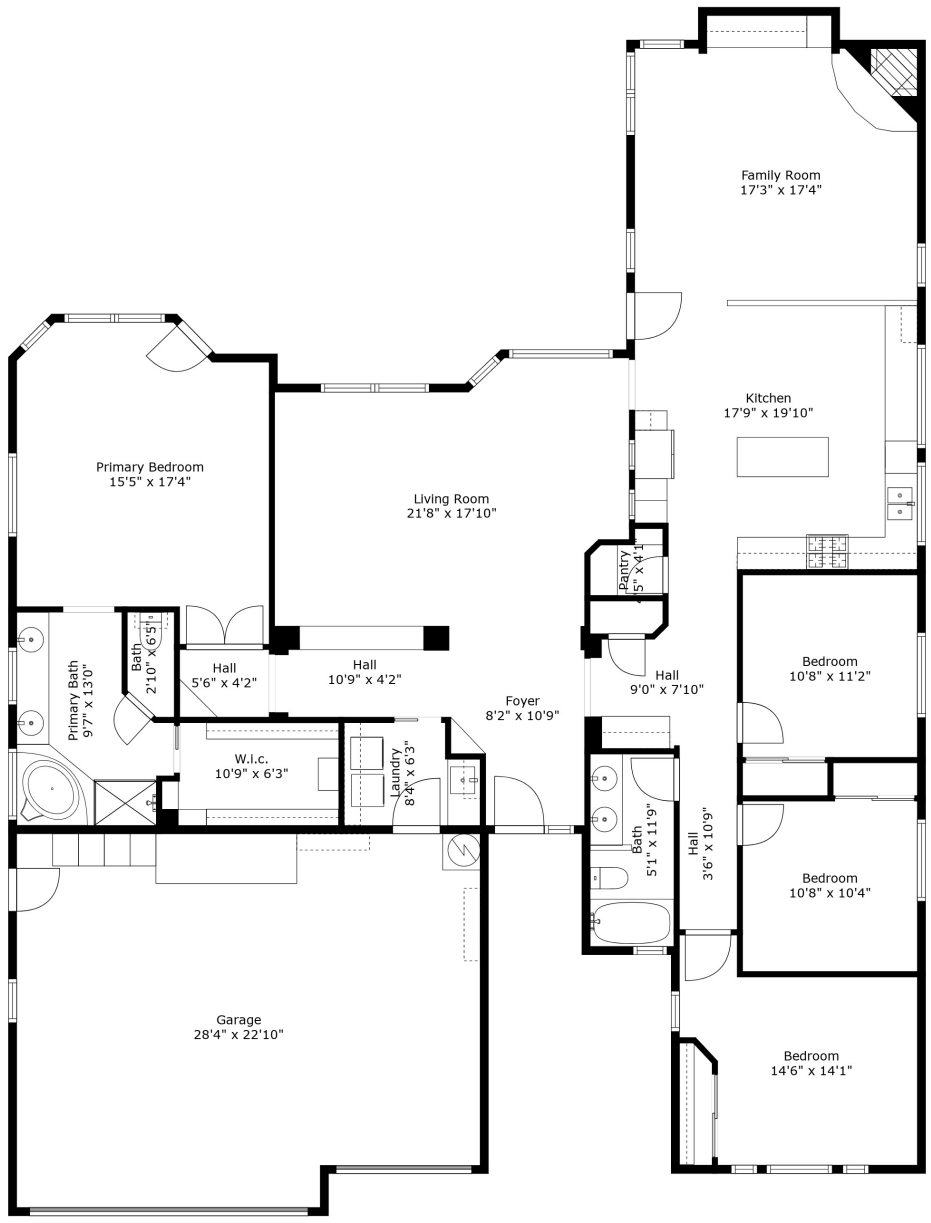 Family Room
17'3" x 17'4"
Kitchen
17'9" x 19'10"
Primary Bedroom
15'5" x 17'4"
Living Room
21'8" x 17'10"
Pantry
5" x 4'1"
Bath
2'10" x 6'5"
Hall
5'6" x 4'2"
Hall
10'9" x 4'2"
Hall
9'0" x 7'10"
Bedroom
10'8" x 11'2"
Primary Bath
9'7" x 13'0"
Foyer
8'2" x 10'9"
W.i.c.
10'9" x 6'3"
Laundry
8'4" x 6'3"
Bath
5'1" x 11'9"
Hall
3'6" x 10'9"
Bedroom
10'8" x 10'4"
Garage
28'4" x 22'10"
Bedroom
14'6" x 14'1"